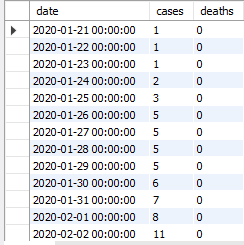 date cases deaths
2020-01-21 00:00:00 1 0
2020-01-22 00:00:00 1 0
2020-01-23 00:00:00 1 0
2020-01-24 00:00:00 2 0
2020-01-25 00:00:00 3 0
2020-01-26 00:00:00 5 0
2020-01-27 00:00:00 5 0
2020-01-28 00:00:00 5 0
2020-01-29 00:00:00 5 0
2020-01-30 00:00:00 6 0
2020-01-31 00:00:00 7 0
2020-02-01 00:00:00 8 0
2020-02-02 00:00:00 11 0